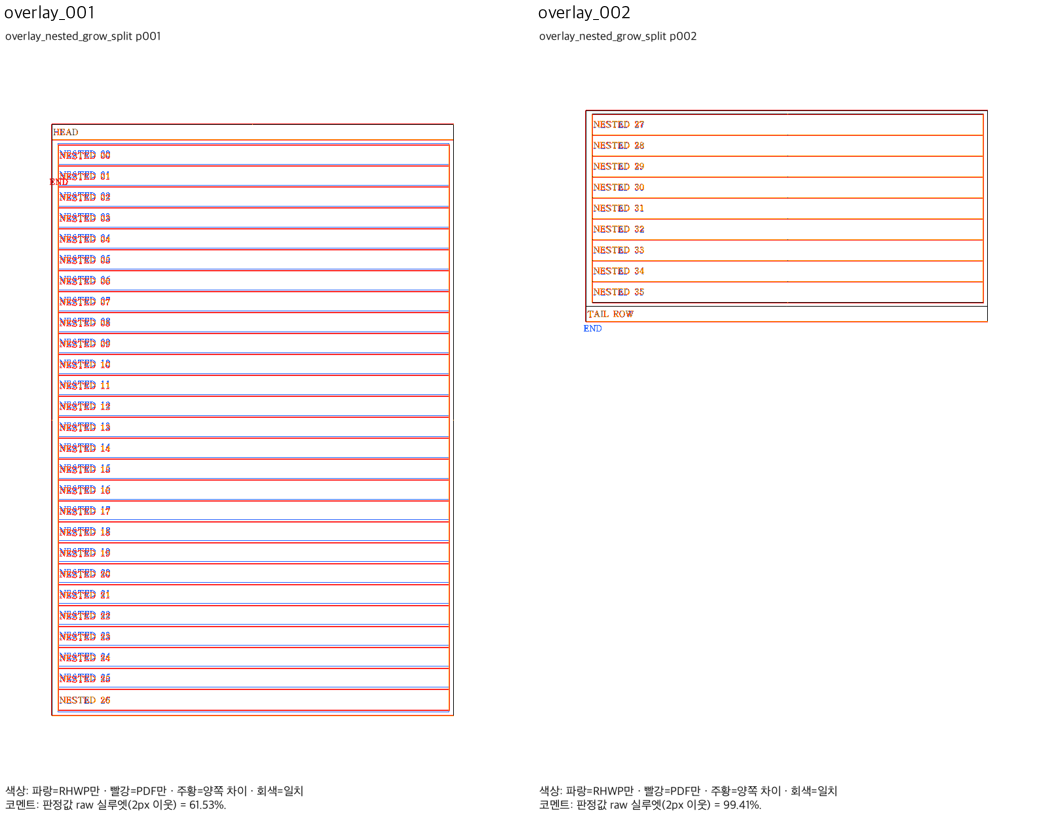 overlay_001
overlay_nested_grow_split p001
HEAD
NESTED 00
NESTED 01
END
NESTED 02
NESTED 03
NESTED 04
NESTED 05
NESTED 06
NESTED 07
NESTED 08
NESTED 09
NESTED 10
NESTED 11
NESTED 12
NESTED 13
NESTED 14
NESTED 15
NESTED 16
NESTED 17
NESTED 18
NESTED 19
NESTED 20
NESTED 21
NESTED 22
NESTED 23
NESTED 24
NESTED 25
NESTED 26
색상: 파랑=RHWP만 · 빨강=PDF만 · 주황=양쪽 차이 · 회색=일치
코멘트: 판정값 raw 실루엣(2px 이웃) = 61.53%.
overlay_002
overlay_nested_grow_split p002
NESTED 27
NESTED 28
NESTED 29
NESTED 30
NESTED 31
NESTED 32
NESTED 33
NESTED 34
NESTED 35
TAIL ROW
END
색상: 파랑=RHWP만 · 빨강=PDF만 · 주황=양쪽 차이 · 회색=일치
코멘트: 판정값 raw 실루엣(2px 이웃) = 99.41%.